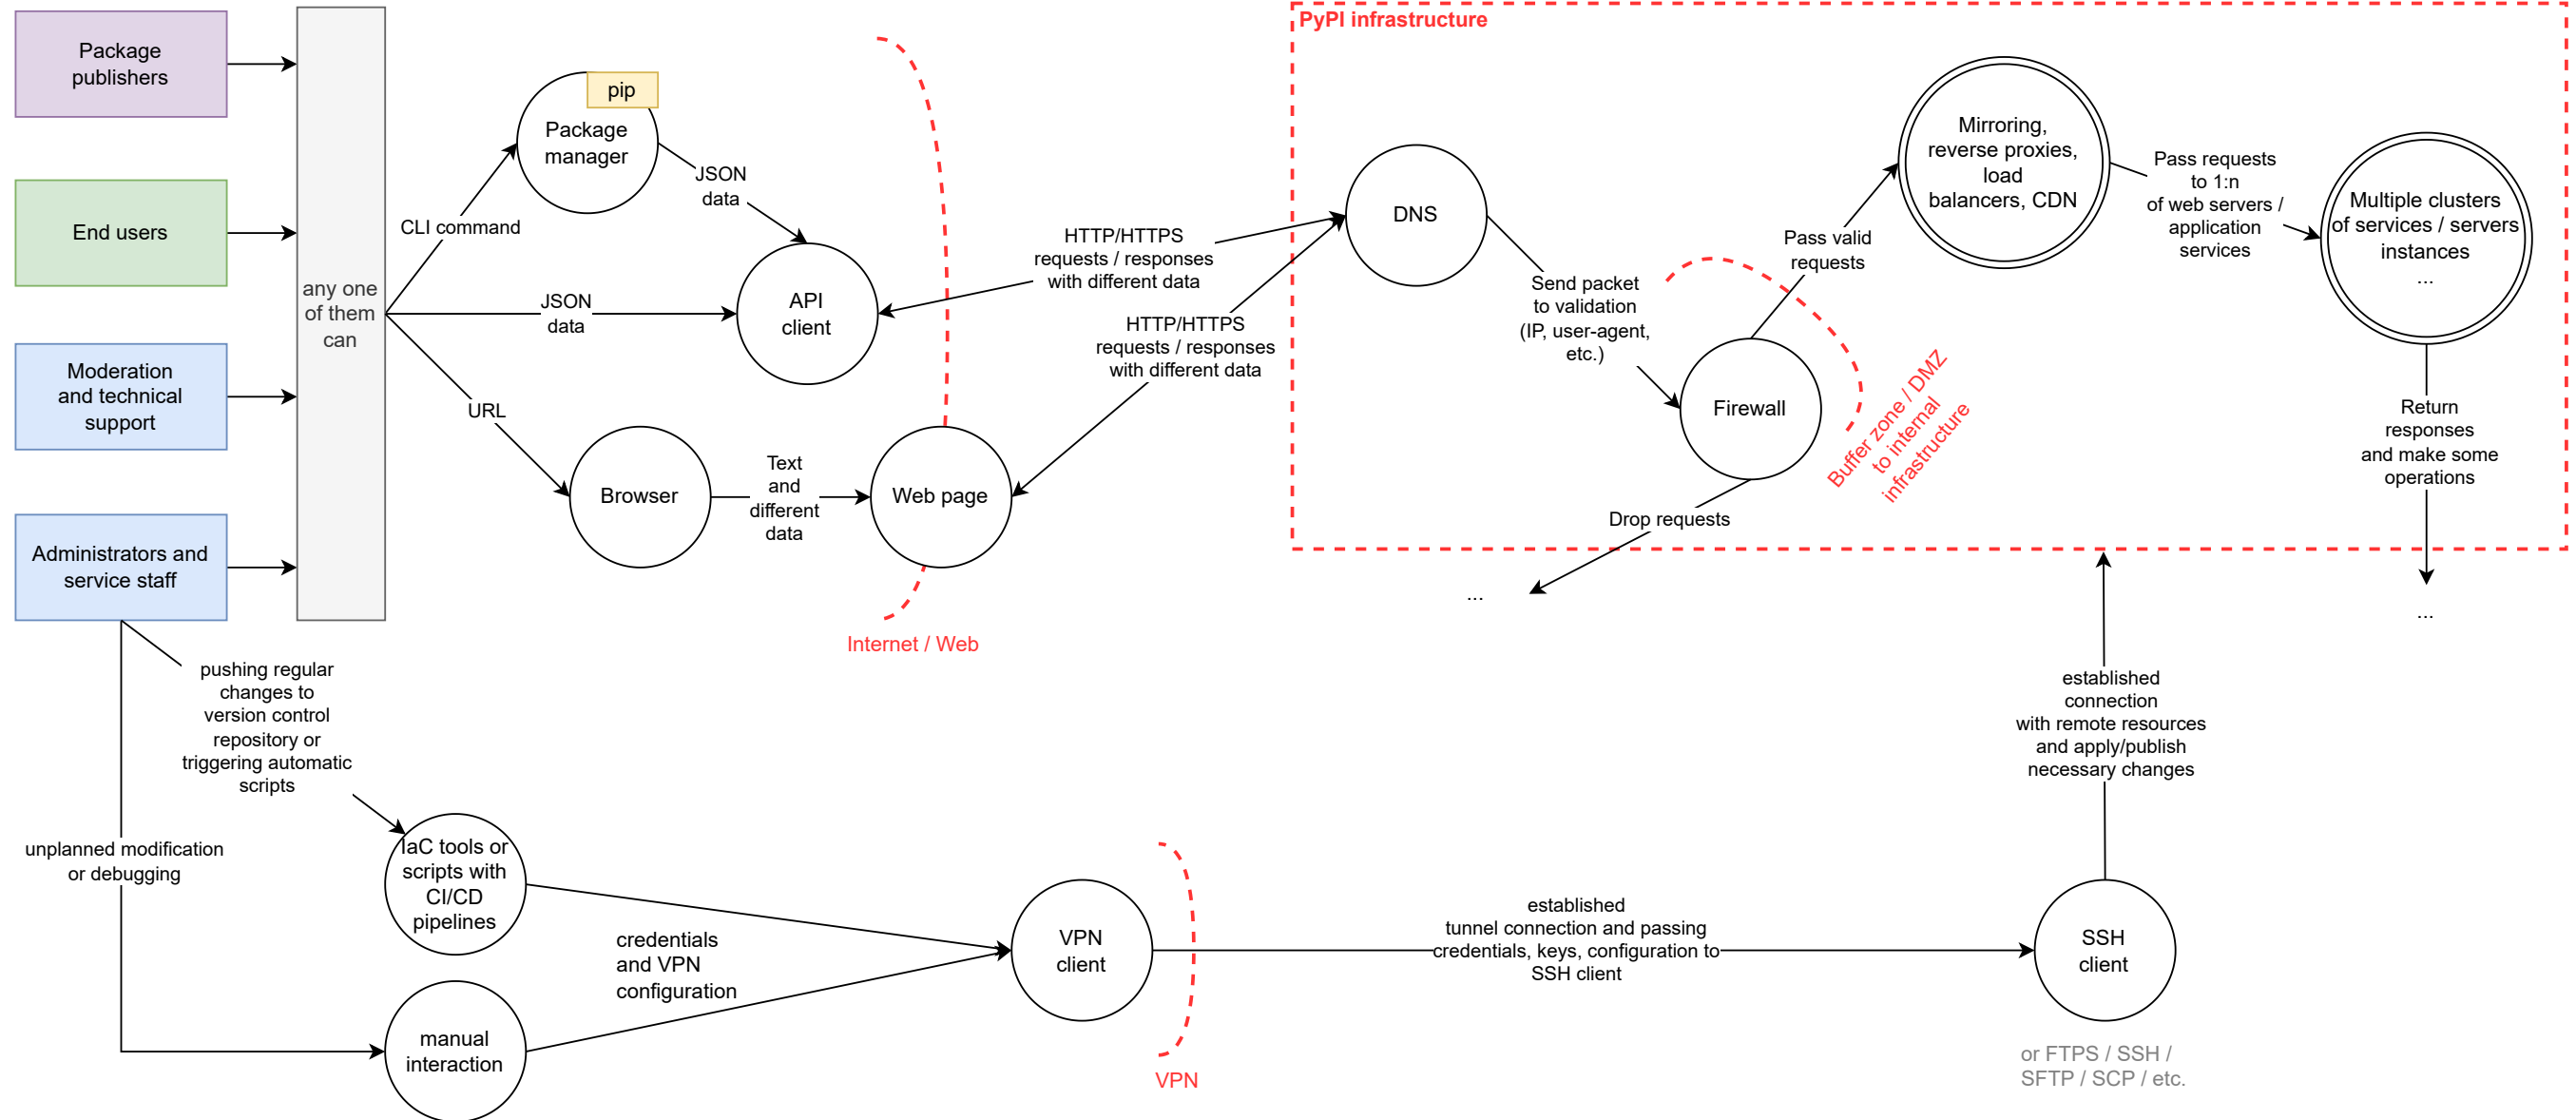 Package
publishers
End users
Moderation
and technical
support
Administrators and
service staff
any one
of them
can
pip
Package
manager
CLI command
JSON
data
JSON
data
API
client
URL
Browser
Text
and
different
data
Web page
Internet / Web
HTTP/HTTPS
requests / responses
with different data
HTTP/HTTPS
requests / responses
with different data
PyPI infrastructure
DNS
Send packet
to validation
(IP, user-agent,
etc.)
Firewall
Pass valid
requests
Buffer zone / DMZ
to internal
infrastructure
Drop requests
...
Mirroring,
reverse proxies,
load
balancers, CDN
Pass requests
to 1:n
of web servers /
application
services
Multiple clusters
of services / servers
instances
...
Return
responses
and make some
operations
...
pushing regular
changes to
version control
repository or
triggering automatic
scripts
unplanned modification
or debugging
IaC tools or
scripts with
CI/CD
pipelines
manual
interaction
credentials
and VPN
configuration
VPN
client
VPN
established
tunnel connection and passing
credentials, keys, configuration to
SSH client
SSH
client
or FTPS / SSH /
SFTP / SCP / etc.
established
connection
with remote resources
and apply/publish
necessary changes